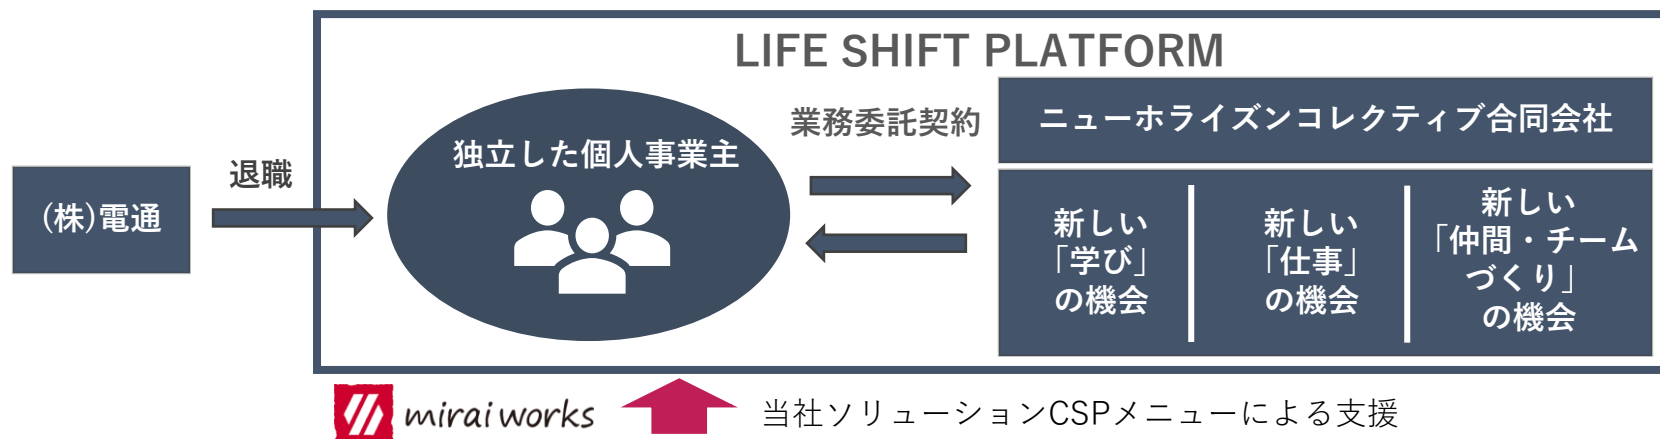 LIFE SHIFT PLATFORM
(株)電通
退職
独立した個人事業主
業務委託契約
ニューホライズンコレクティブ合同会社
新しい
「学び」
の機会
新しい
「仕事」
の機会
新しい
「仲間・チーム
づくり」
の機会
mirai works
当社ソリューションCSPメニューによる支援